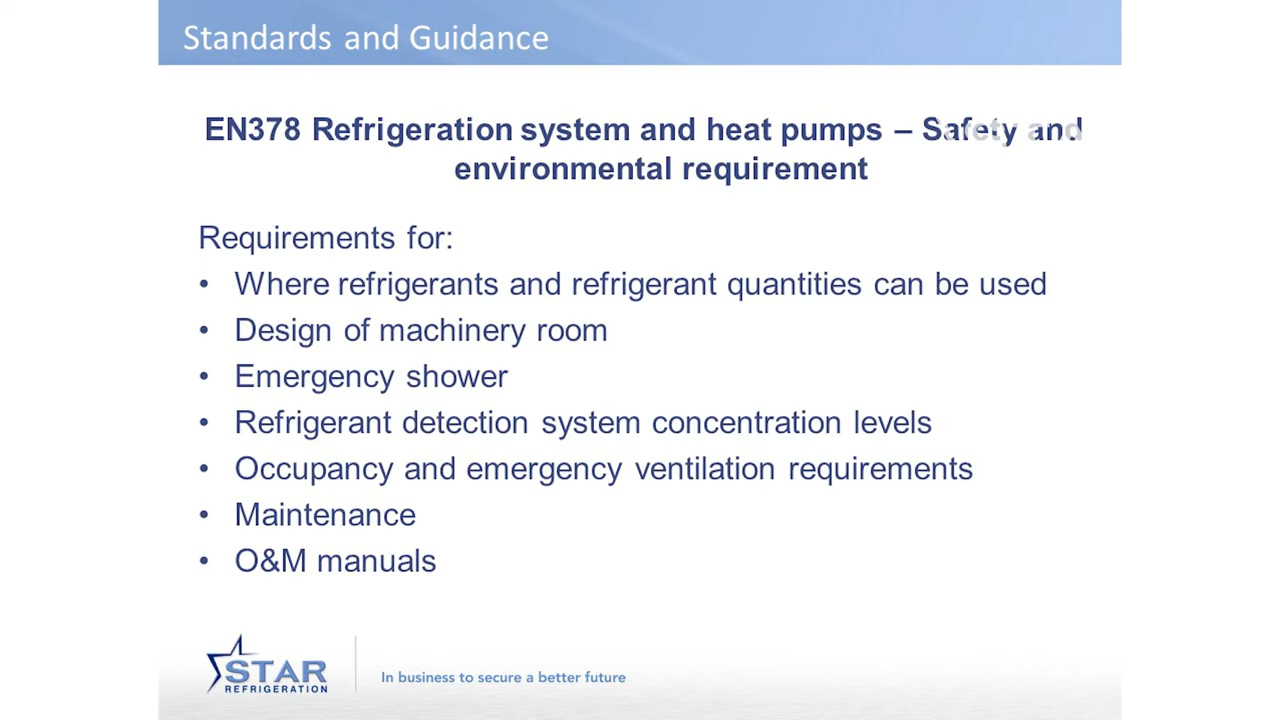 Standards and Guidance
EN378 Refrigeration system and heat pumps – Safety and
environmental requirement
Requirements for:
• Where refrigerants and refrigerant quantities can be used
• Design of machinery room
• Emergency shower
• Refrigerant detection system concentration levels
• Occupancy and emergency ventilation requirements
• Maintenance
• O&M manuals
STAR
REFRIGERATION
In business to secure a better future